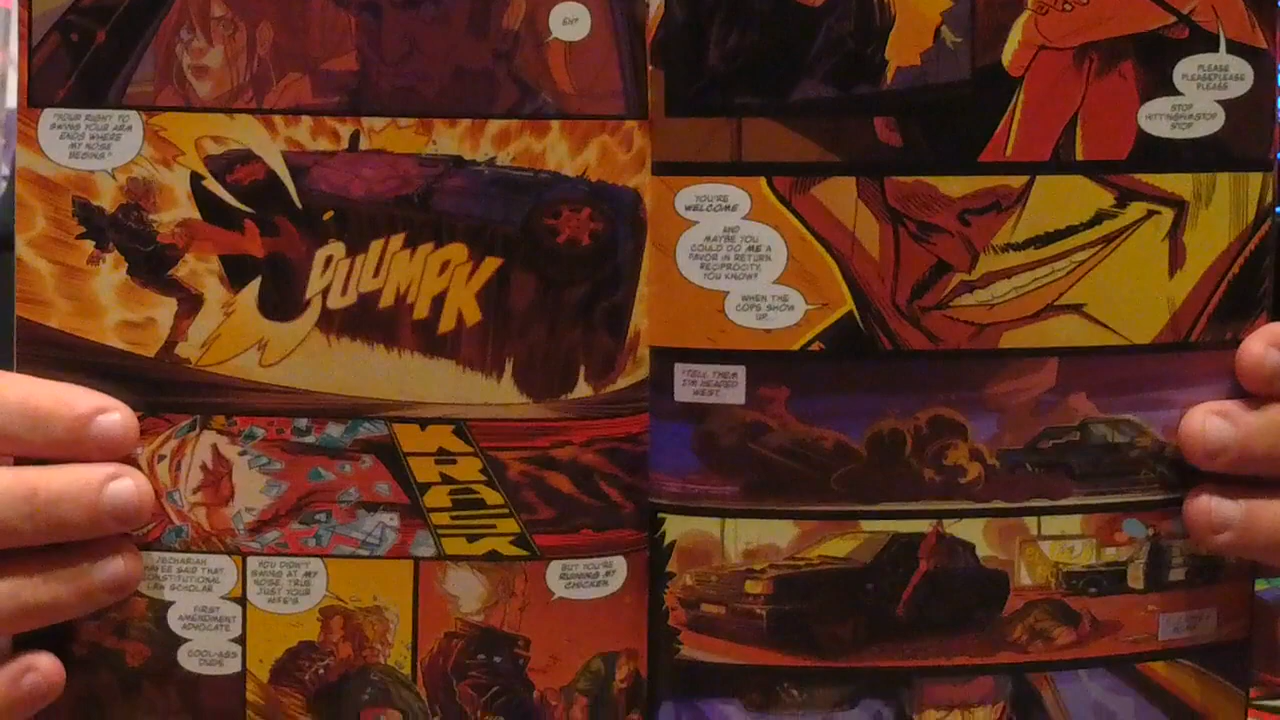 EH?
"YOUR RIGHT TO
SWING YOUR ARM
ENDS WHERE
MY NOSE
BEGINS."
PUUMPK
KRASK
ZECHARIAH
SAID THAT
CONSTITUTIONAL
LAW SCHOLAR
FIRST
AMENDMENT
ADVOCATE
COOL-ASS
DUDE
YOU DIDN'T
SWING AT MY
NOSE, TRUE.
JUST YOUR
WIFE'S.
BUT YOU'RE
RUINING MY
CHICKEN.
PLEASE
PLEASEPLEASE
PLEASE
STOP
HITTINGHIMSTOP
STOP
YOU'RE
WELCOME
AND
MAYBE YOU
COULD DO ME A
FAVOR IN RETURN.
RECIPROCITY,
YOU KNOW?
WHEN THE
COPS SHOW
UP...
"TELL THEM
I'M HEADED
WEST.